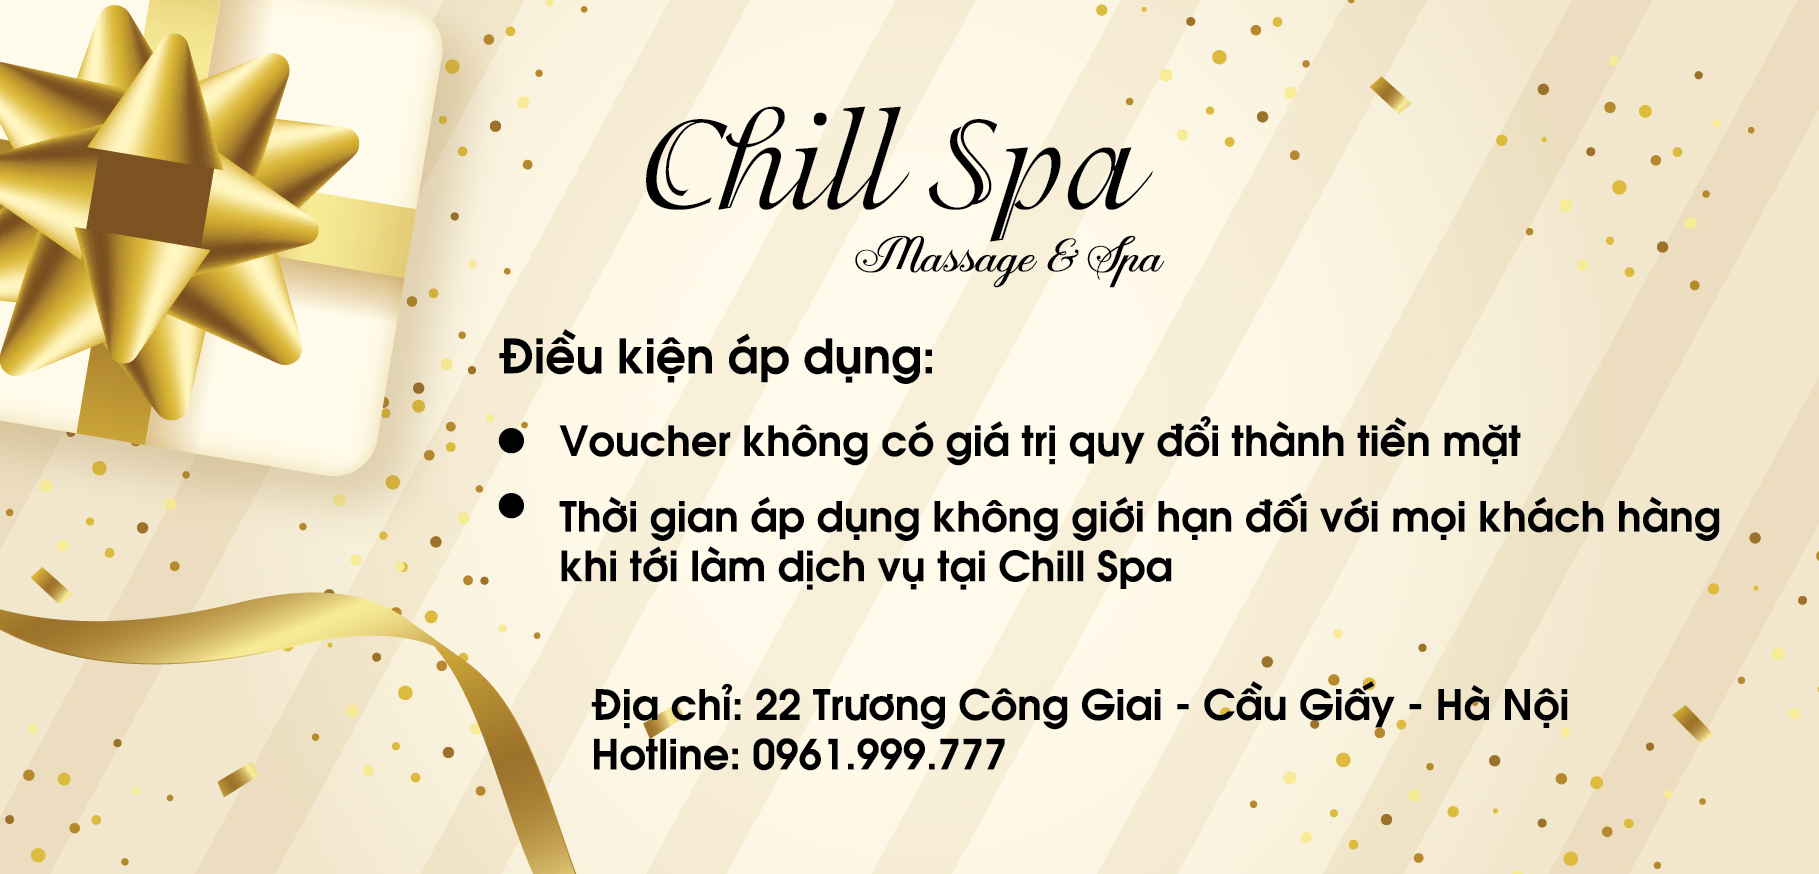 Chill Spa
Massage & Spa
Điều kiện áp dụng:
● Voucher không có giá trị quy đổi thành tiền mặt
● Thời gian áp dụng không giới hạn đối với mọi khách hàng
khi tới làm dịch vụ tại Chill Spa
Địa chỉ: 22 Trương Công Giai - Cầu Giấy - Hà Nội
Hotline: 0961.999.777